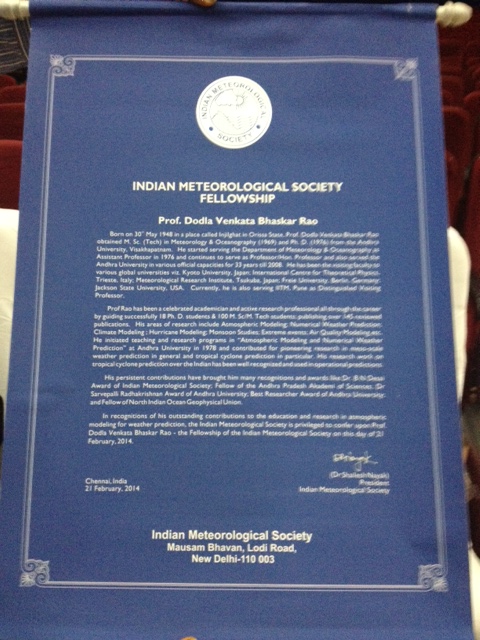 INDIAN METEOROLOGICAL SOCIETY
INDIAN METEOROLOGICAL SOCIETY
FELLOWSHIP
Prof. Dodla Venkata Bhaskar Rao
Born on 30th May 1948 in a place called Injilghat in Orissa State, Prof. Dodla Venkata Bhaskar Rao
obtained M. Sc. (Tech) in Meteorology & Oceanography (1969) and Ph. D. (1976) from the Andhra
University, Visakhapatnam. He started serving the Department of Meteorology & Oceanography as
Assistant Professor in 1976 and continues to serve as Professor/Hon. Professor and also served the
Andhra University in various official capacities for 23 years till 2008. He has been the visiting faculty to
various global universities viz. Kyoto University, Japan; International Centre for Theoretical Physics,
Trieste, Italy; Meteorological Research Institute, Tsukuba, Japan; Freie University, Berlin, Germany;
Jackson State University, USA. Currently, he is also serving IITM, Pune as Distinguished Visiting
Professor.
Prof Rao has been a celebrated academecian and active research professional all through the career
by guiding successfully 18 Ph. D. students & 100 M. Sc/M. Tech students, publishing over 145 reviewed
publications. His areas of research include Atmospheric Modeling; Numerical Weather Prediction;
Climate Modeling; Hurricane Modeling; Monsoon Studies; Extreme events; Air Quality Modeling, etc.
He initiated teaching and research programs in "Atmospheric Modeling and Numerical Weather
Prediction" at Andhra University in 1978 and contributed for pioneering research in meso-scale
weather prediction in general and tropical cyclone prediction in particular. His research work on
tropical cyclone prediction over the Indian has been well recognized and used in operational predictions.
His persistent contributions have brought him many recognitions and awards like Dr. B.N. Desai
Award of Indian Meteorological Society; Fellow of the Andhra Pradesh Akademi of Sciences, Sir
Sarvepalli Radhakrishnan Award of Andhra University; Best Researcher Award of Andhra University;
and Fellow of North Indian Ocean Geophysical Union.
In recognitions of his outstanding contributions to the education and research in atmospheric
modeling for weather prediction, the Indian Meteorological Society is privileged to confer upon Prof.
Dodla Venkata Bhaskar Rao - the Fellowship of the Indian Meteorological Society on this day of 21
February, 2014.
(Dr Shailesh Nayak)
President
Indian Meteorological Society
Chennai, India
21 February, 2014
Indian Meteorological Society
Mausam Bhavan, Lodi Road,
New Delhi-110 003